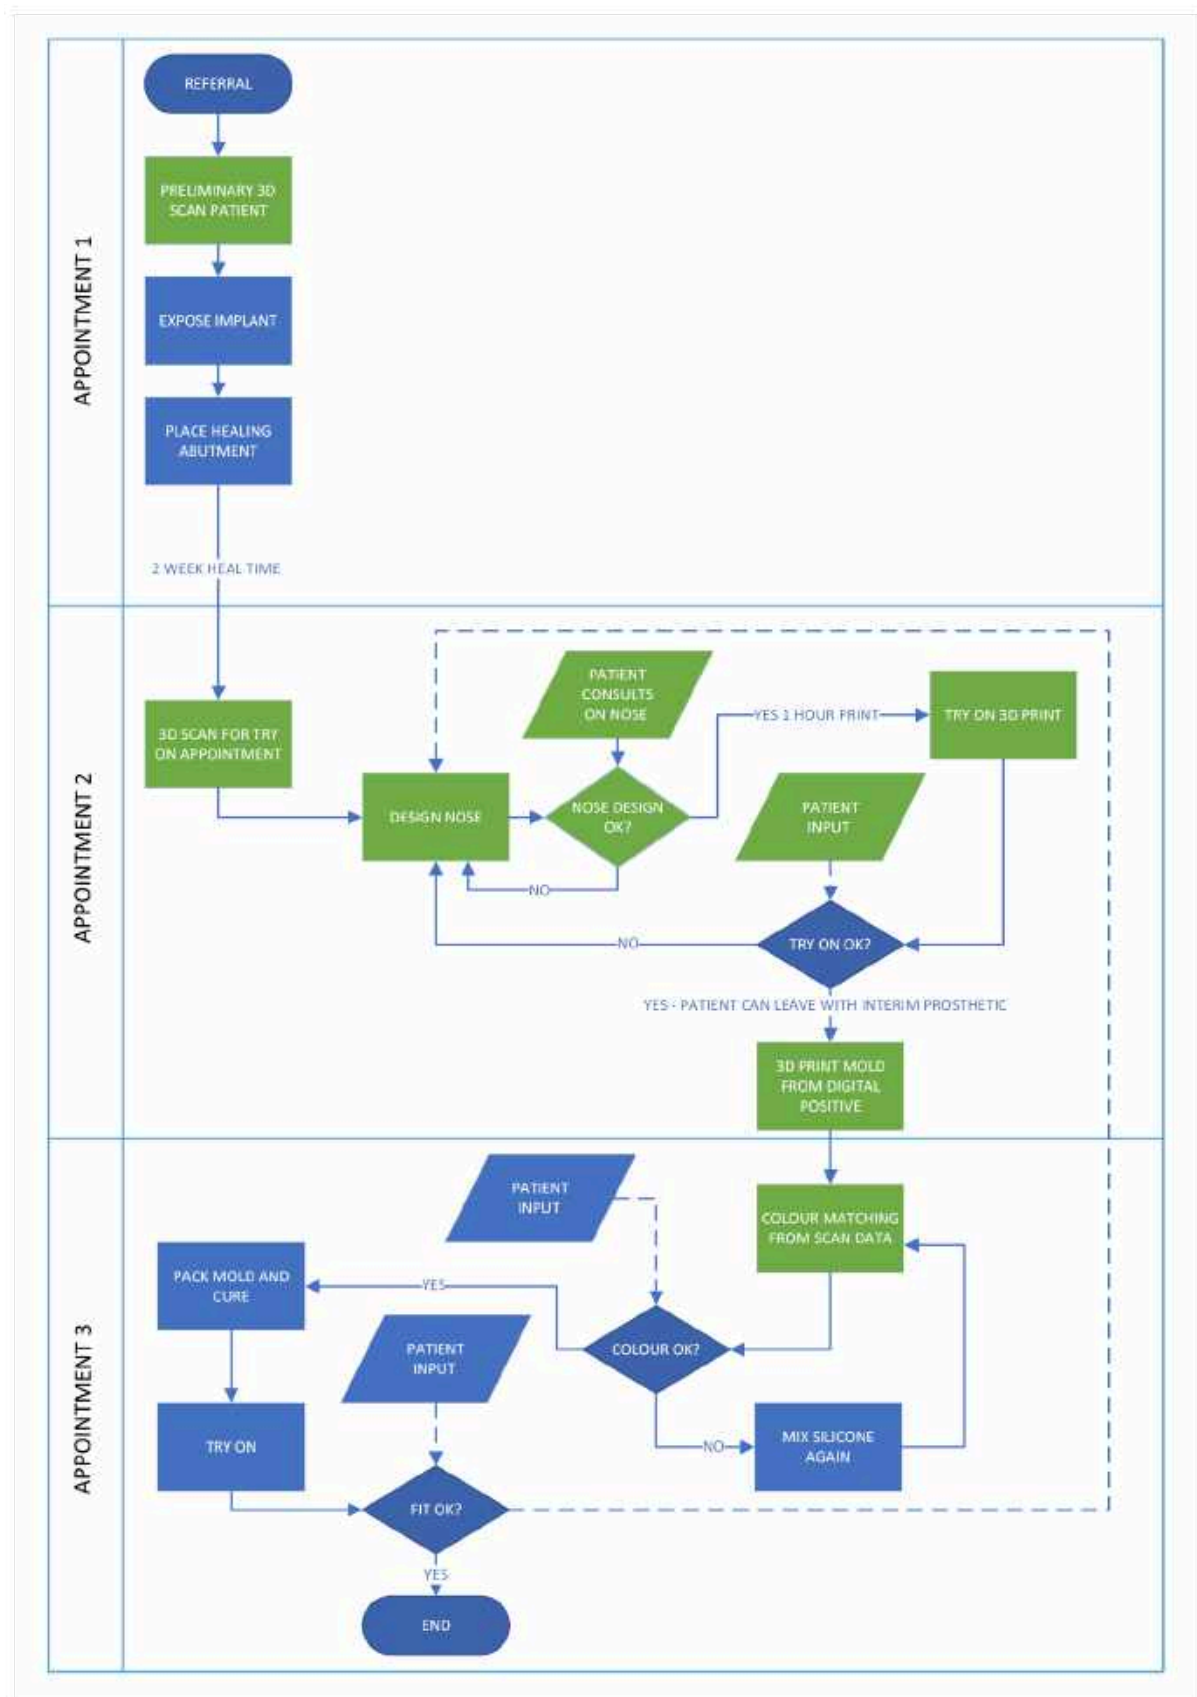 APPOINTMENT 1
REFERRAL
PRELIMINARY 3D
SCAN PATIENT
EXPOSE IMPLANT
PLACE HEALING
ABUTMENT
2 WEEK HEAL TIME
APPOINTMENT 2
3D SCAN FOR TRY
ON APPOINTMENT
DESIGN NOSE
PATIENT
CONSULTS
ON NOSE
NOSE DESIGN
OK?
NO
YES 1 HOUR PRINT
TRY ON 3D PRINT
PATIENT
INPUT
TRY ON OK?
NO
YES - PATIENT CAN LEAVE WITH INTERIM PROSTHETIC
3D PRINT MOLD
FROM DIGITAL
POSITIVE
APPOINTMENT 3
COLOUR MATCHING
FROM SCAN DATA
PATIENT
INPUT
COLOUR OK?
NO
MIX SILICONE
AGAIN
YES
PACK MOLD AND
CURE
TRY ON
PATIENT
INPUT
FIT OK?
YES
END